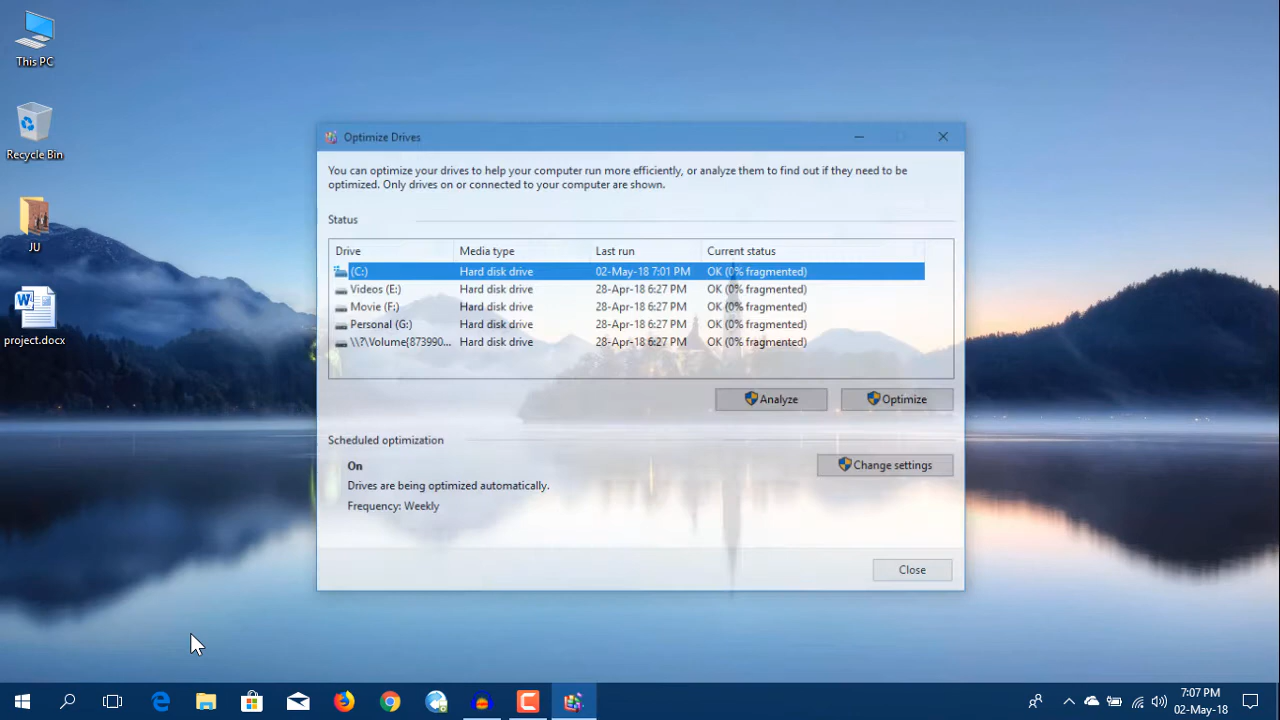 This PC
Recycle Bin
JU
project.docx
Optimize Drives
You can optimize your drives to help your computer run more efficiently, or analyze them to find out if they need to be
optimized. Only drives on or connected to your computer are shown.
Status
Drive Media type Last run Current status
(C:) Hard disk drive 02-May-18 7:01 PM OK (0% fragmented)
Videos (E:) Hard disk drive 28-Apr-18 6:27 PM OK (0% fragmented)
Movie (F:) Hard disk drive 28-Apr-18 6:27 PM OK (0% fragmented)
Personal (G:) Hard disk drive 28-Apr-18 6:27 PM OK (0% fragmented)
\\?\Volume{873990... Hard disk drive 28-Apr-18 6:27 PM OK (0% fragmented)
Analyze Optimize
Scheduled optimization
On
Change settings
Drives are being optimized automatically.
Frequency: Weekly
Close
7:07 PM
02-May-18